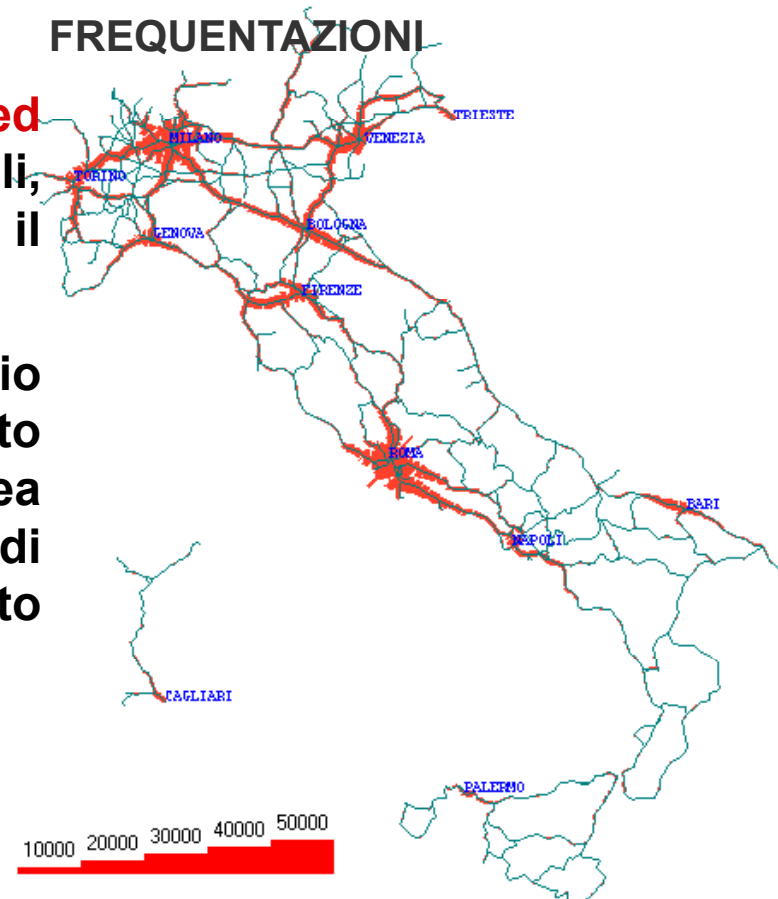 FREQUENTAZIONI
ed
li,
il
io
to
ea
di
to
TRIESTE
MILANO
VENEZIA
TORINO
GENOVA
BOLOGNA
FIRENZE
ROMA
BARI
NAPOLI
CAGLIARI
PALERMO
10000 20000 30000 40000 50000